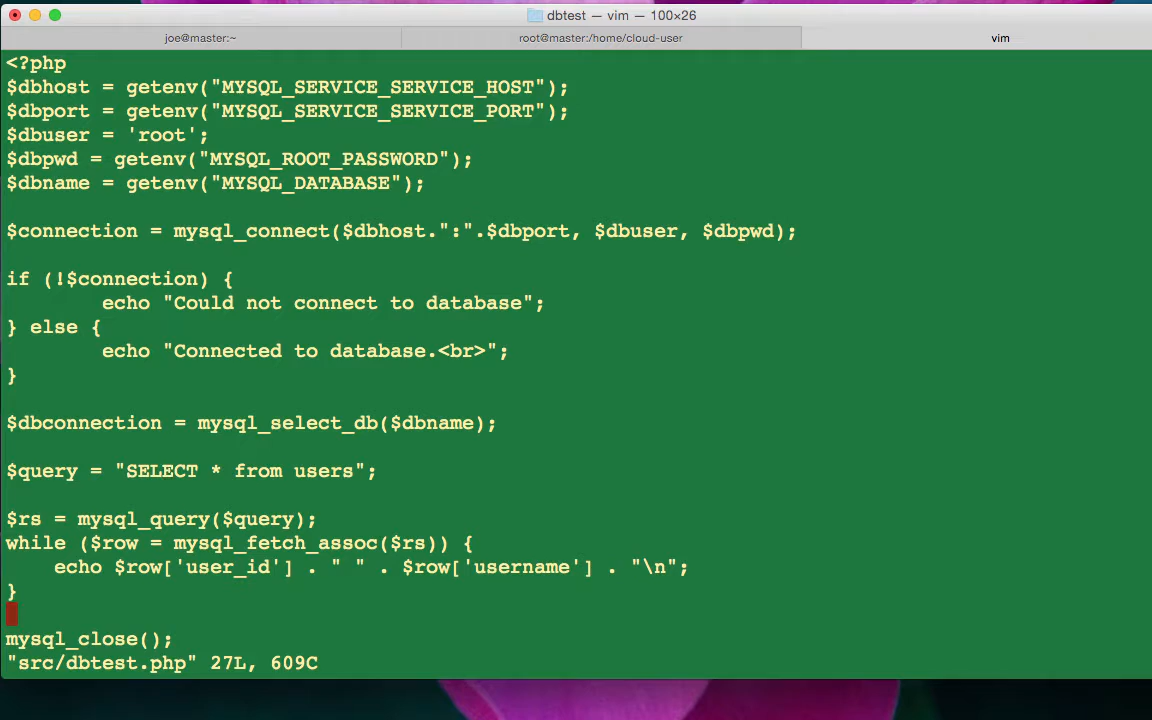 dbtest — vim — 100×26
joe@master:~ root@master:/home/cloud-user vim
<?php
$dbhost = getenv("MYSQL_SERVICE_SERVICE_HOST");
$dbport = getenv("MYSQL_SERVICE_SERVICE_PORT");
$dbuser = 'root';
$dbpwd = getenv("MYSQL_ROOT_PASSWORD");
$dbname = getenv("MYSQL_DATABASE");
$connection = mysql_connect($dbhost.":".$dbport, $dbuser, $dbpwd);
if (!$connection) {
        echo "Could not connect to database";
} else {
        echo "Connected to database.<br>";
}
$dbconnection = mysql_select_db($dbname);
$query = "SELECT * from users";
$rs = mysql_query($query);
while ($row = mysql_fetch_assoc($rs)) {
    echo $row['user_id'] . " " . $row['username'] . "\n";
}
mysql_close();
"src/dbtest.php" 27L, 609C